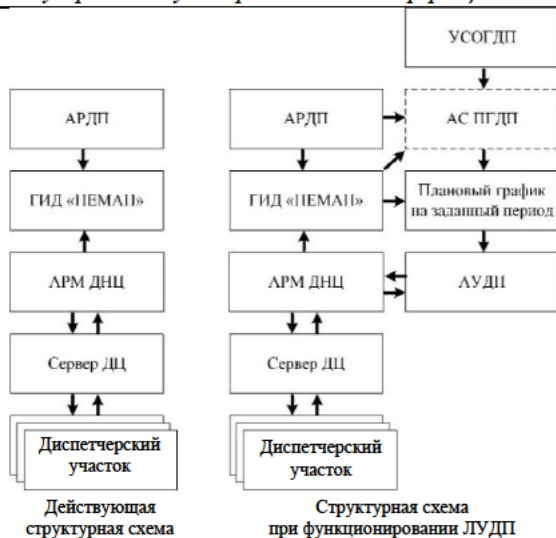 УСОГДП
АРДП
АРДП
АС ПГДП
ГИД «НЕМАН»
ГИД «НЕМАН»
Плановый график
на заданный период
АРМ ДНЦ
АРМ ДНЦ
АУДП
Сервер ДЦ
Сервер ДЦ
Диспетчерский
участок
Диспетчерский
участок
Действующая
структурная схема
Структурная схема
при функционировании ЛУДП